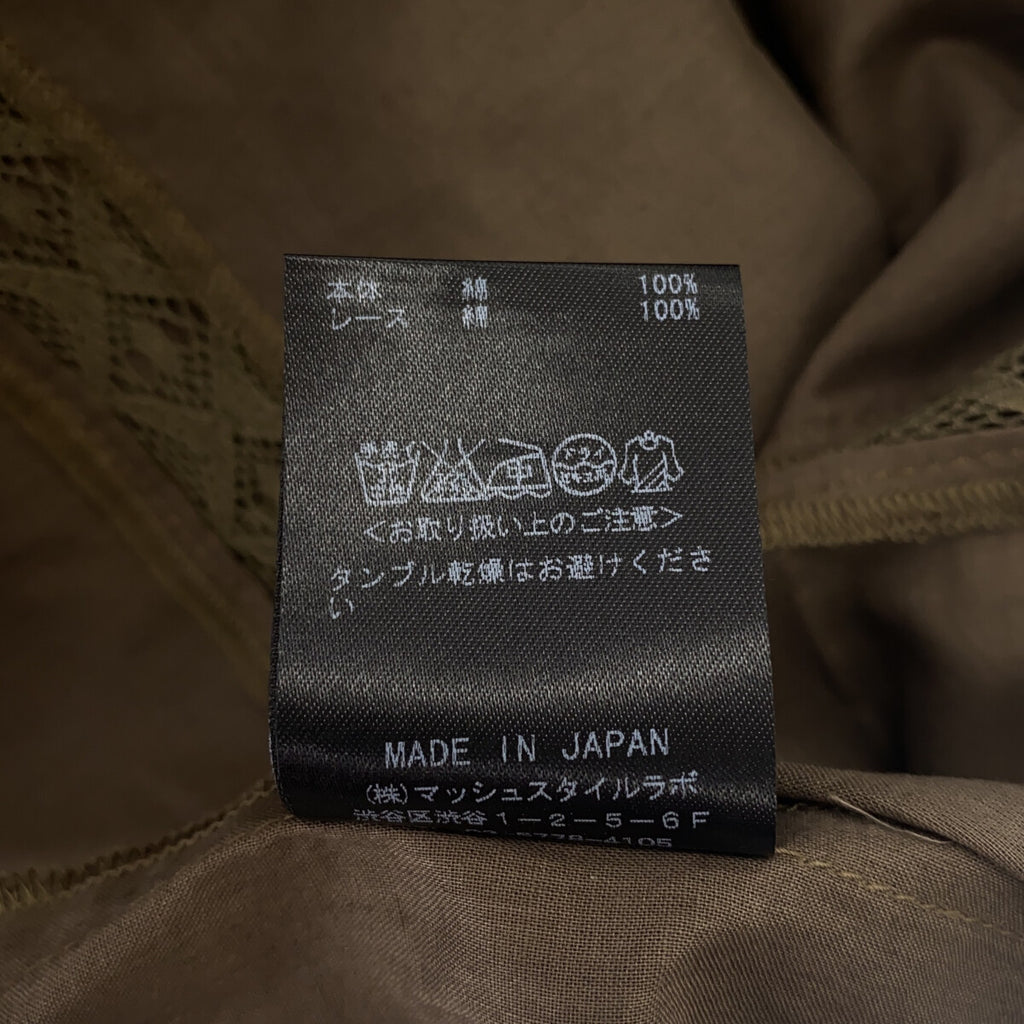 本体 綿 100%
レース 綿 100%
<お取り扱い上のご注意>
タンブル乾燥はお避けくださ
い
MADE IN JAPAN
(株)マッシュスタイルラボ
渋谷区渋谷1-2-5-6F
-4105